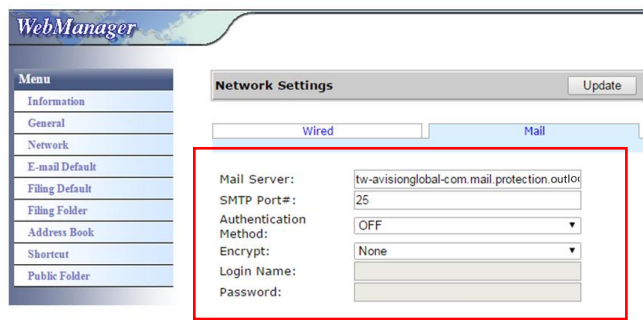 WebManager
Menu
Information
General
Network
E-mail Default
Filing Default
Filing Folder
Address Book
Shortcut
Public Folder
Network Settings
Update
Wired
Mail
Mail Server: tw-avisionglobal-com.mail.protection.outloo
SMTP Port#: 25
Authentication
Method: OFF
Encrypt: None
Login Name:
Password: